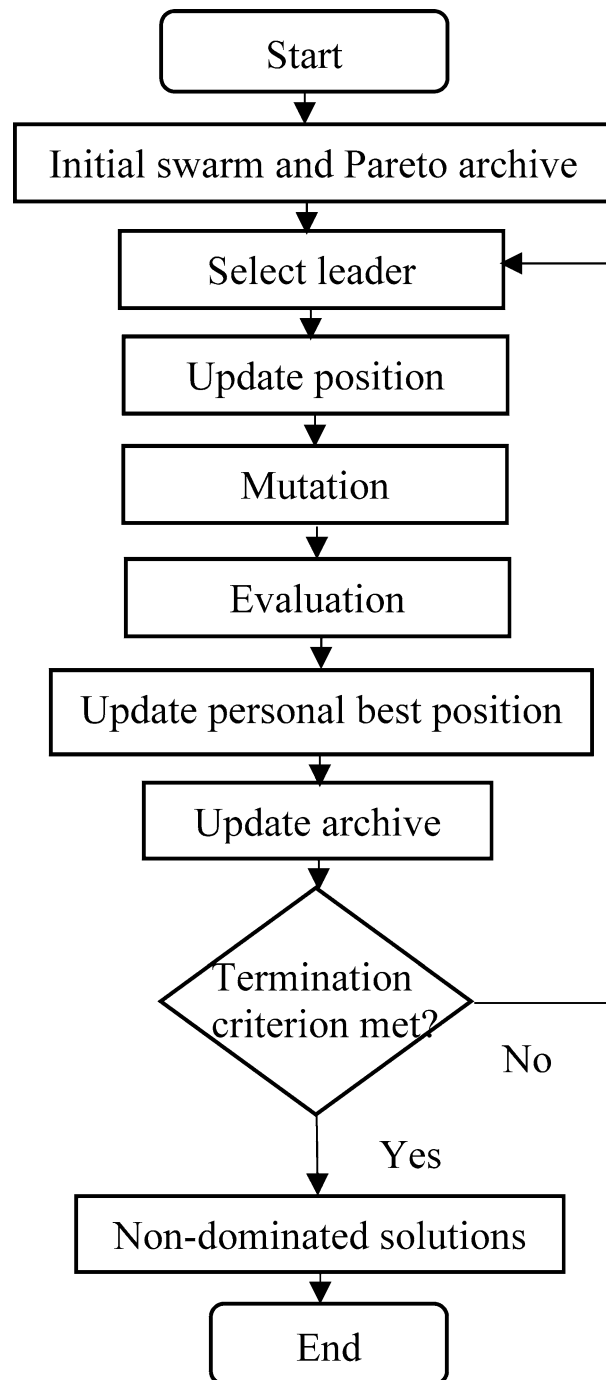 Start
Initial swarm and Pareto archive
Select leader
Update position
Mutation
Evaluation
Update personal best position
Update archive
Termination
criterion met?
No
Yes
Non-dominated solutions
End